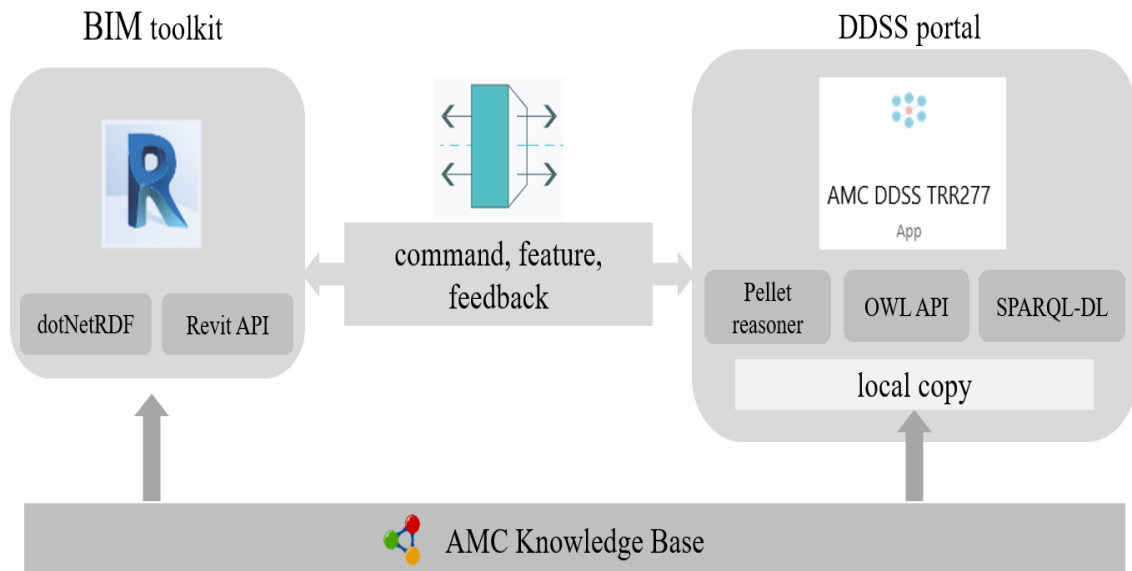 BIM toolkit
DDSS portal
AMC DDSS TRR277
App
command, feature,
feedback
Pellet
reasoner
OWL API
SPARQL-DL
dotNetRDF
Revit API
local copy
AMC Knowledge Base